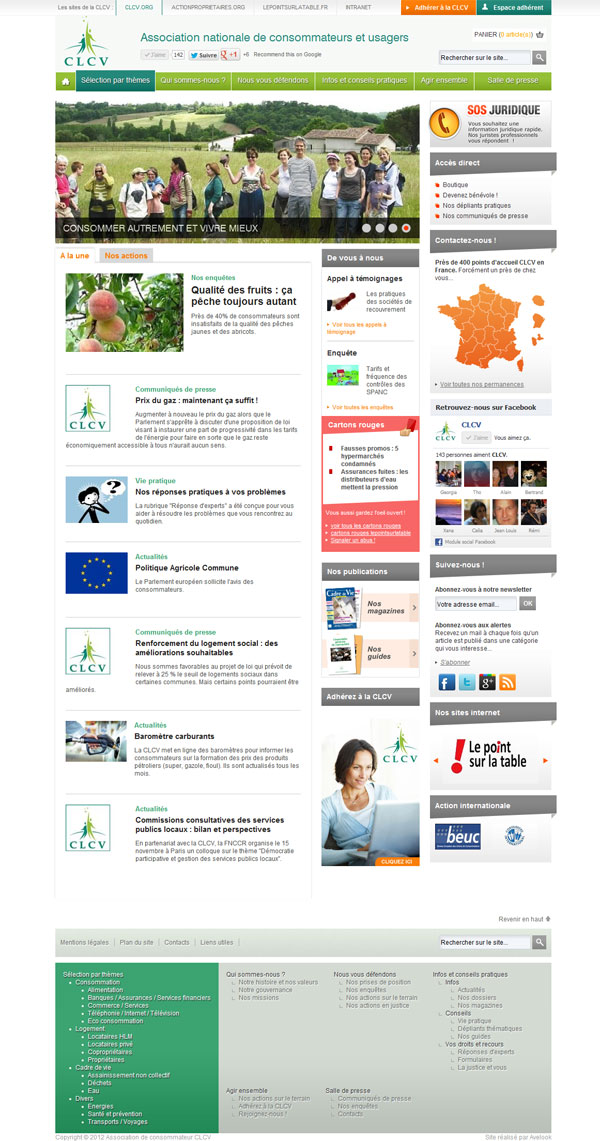 Les sites de la CLCV
CLCV.ORG
ACTIONPROPRIETAIRES.ORG
LEPOINTSURLATABLE.FR
INTRANET
Adhérer à la CLCV
Espace adhérent
CLCV
Association nationale de consommateurs et usagers
J'aime 142 Suivre +1 +6 Recommend this on Google
PANIER (0 article(s))
Rechercher sur le site...
Sélection par thèmes
Qui sommes-nous ?
Nous vous défendons
Infos et conseils pratiques
Agir ensemble
Salle de presse
CONSOMMER AUTREMENT ET VIVRE MIEUX
A la une
Nos actions
Nos enquêtes
Qualité des fruits : ça
pêche toujours autant
Près de 40% de consommateurs sont
insatisfaits de la qualité des pêches
jaunes et des abricots.
CLCV
Communiqués de presse
Prix du gaz : maintenant ça suffit !
Augmenter à nouveau le prix du gaz alors que le
Parlement s'apprête à discuter d'une proposition de loi
visant à instaurer une part de progressivité dans les tarifs
de l'énergie pour faire en sorte que le gaz reste
économiquement accessible à tous n'aurait aucun sens.
Vie pratique
Nos réponses pratiques à vos problèmes
La rubrique "Réponse d'experts" a été conçue pour vous
aider à résoudre les problèmes que vous rencontrez au
quotidien.
Actualités
Politique Agricole Commune
Le Parlement européen sollicite l'avis des
consommateurs.
CLCV
Communiqués de presse
Renforcement du logement social : des
améliorations souhaitables
Nous sommes favorables au projet de loi qui prévoit de
relever à 25 % le seuil de logements sociaux dans
certaines communes. Mais certains points pourraient être
améliorés.
Actualités
Baromètre carburants
La CLCV met en ligne des baromètres pour informer les
consommateurs sur la formation des prix des produits
pétroliers (super, gazole, fioul). Ils sont actualisés tous les
mois.
CLCV
Actualités
Commissions consultatives des services
publics locaux : bilan et perspectives
En partenariat avec la CLCV, la FNCCR organise le 15
novembre à Paris un colloque sur le thème "Démocratie
participative et gestion des services publics locaux".
De vous à nous
Appel à témoignages
Les pratiques
des sociétés de
recouvrement
Voir tous les appels à
témoignage
Enquête
Tarifs et
fréquence des
contrôles des
SPANC
Voir toutes les enquêtes
Cartons rouges
Fausses promos : 5
hypermarchés
condamnés
Assurances fuites : les
distributeurs d'eau
mettent la pression
Vous aussi gardez l'oeil ouvert !
voir tous les cartons rouges
cartons rouges lepointsurlatable
Signaler un abus !
Nos publications
Cadre de Vie
Nos
magazines
Nos
guides
Adhérez à la CLCV
CLCV
CLIQUEZ ICI
SOS JURIDIQUE
Vous souhaitez une
information juridique rapide.
Nos juristes professionnels
vous répondent !
Accès direct
Boutique
Devenez bénévole !
Nos dépliants pratiques
Nos communiqués de presse
Contactez-nous !
Près de 400 points d'accueil CLCV en
France. Forcément un près de chez
vous...
Voir toutes nos permanences
Retrouvez-nous sur Facebook
CLCV
CLCV
J'aime Vous aimez ça.
143 personnes aiment CLCV.
Georgia Tho Alain Bertrand
Xena Célia Jean Louis Rémi
Module social Facebook
Suivez-nous !
Abonnez-vous à notre newsletter
Votre adresse email... OK
Abonnez-vous aux alertes
Recevez un mail à chaque fois qu'un
article est publié dans une catégorie
qui vous interesse...
S'abonner
Nos sites internet
Le point
sur la table
Action internationale
beuc
Revenir en haut
Mentions légales
Plan du site
Contacts
Liens utiles
Rechercher sur le site...
Sélection par thèmes
Consommation
Alimentation
Banques / Assurances / Services financiers
Commerce / Services
Téléphonie / Internet / Télévision
Eco consommation
Logement
Locataires HLM
Locataires privé
Copropriétaires
Propriétaires
Cadre de vie
Assainissement non collectif
Déchets
Eau
Divers
Energies
Santé et prévention
Transports / Voyages
Qui sommes-nous ?
Notre histoire et nos valeurs
Notre gouvernance
Nos missions
Nous vous défendons
Nos prises de position
Nos enquêtes
Nos actions sur le terrain
Nos actions en justice
Infos et conseils pratiques
Infos
Actualités
Nos dossiers
Nos magazines
Conseils
Vie pratique
Dépliants thématiques
Nos guides
Vos droits et recours
Réponses d'experts
Formulaires
La justice et vous
Agir ensemble
Nos actions sur le terrain
Adhérez à la CLCV
Rejoignez-nous !
Salle de presse
Communiqués de presse
Nos enquêtes
Contacts
Copyright © 2012 Association de consommateur CLCV
Site réalisé par Avelook